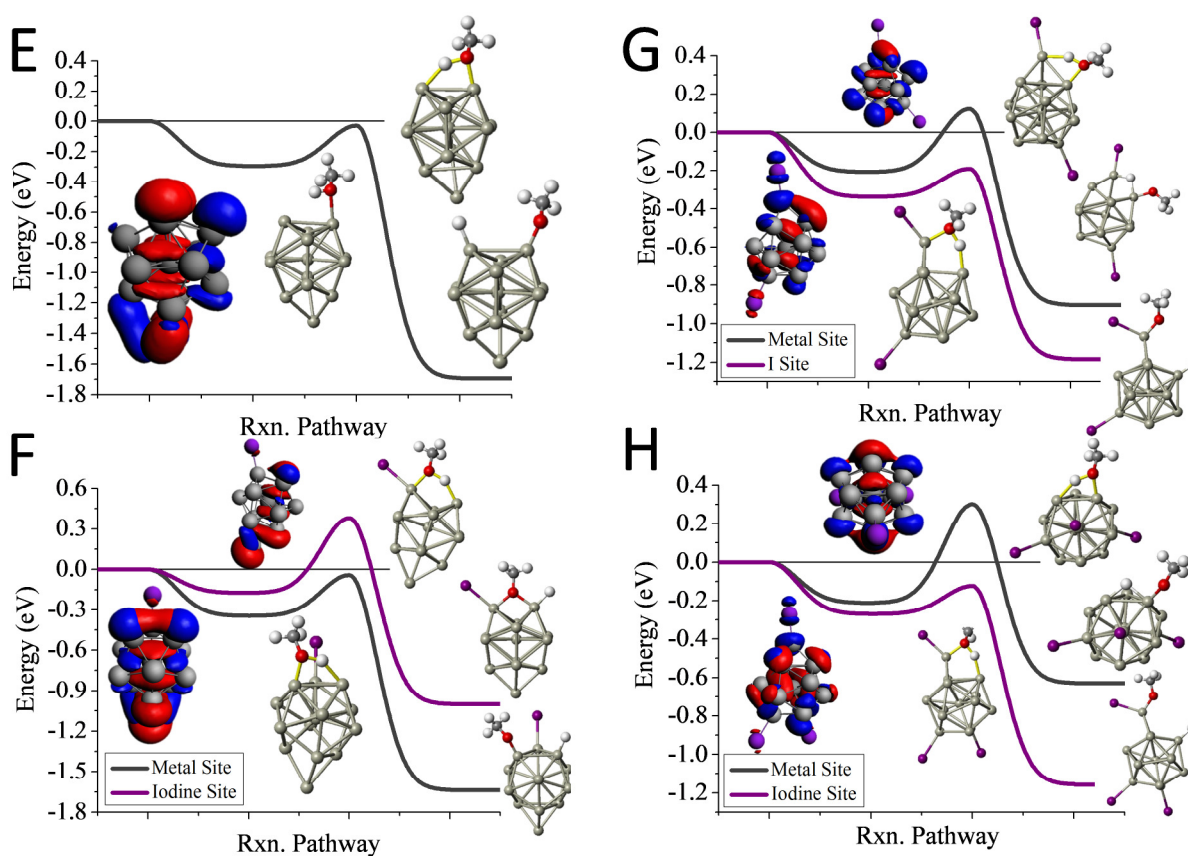 E
Energy (eV)
0.4
0.2
0.0
-0.2
-0.4
-0.6
-0.8
-1.0
-1.2
-1.4
-1.6
-1.8
Rxn. Pathway
G
Energy (eV)
0.4
0.2
0.0
-0.2
-0.4
-0.6
-0.8
-1.0
-1.2
Metal Site
I Site
Rxn. Pathway
F
Energy (eV)
0.6
0.3
0.0
-0.3
-0.6
-0.9
-1.2
-1.5
-1.8
Metal Site
Iodine Site
Rxn. Pathway
H
Energy (eV)
0.4
0.2
0.0
-0.2
-0.4
-0.6
-0.8
-1.0
-1.2
Metal Site
Iodine Site
Rxn. Pathway